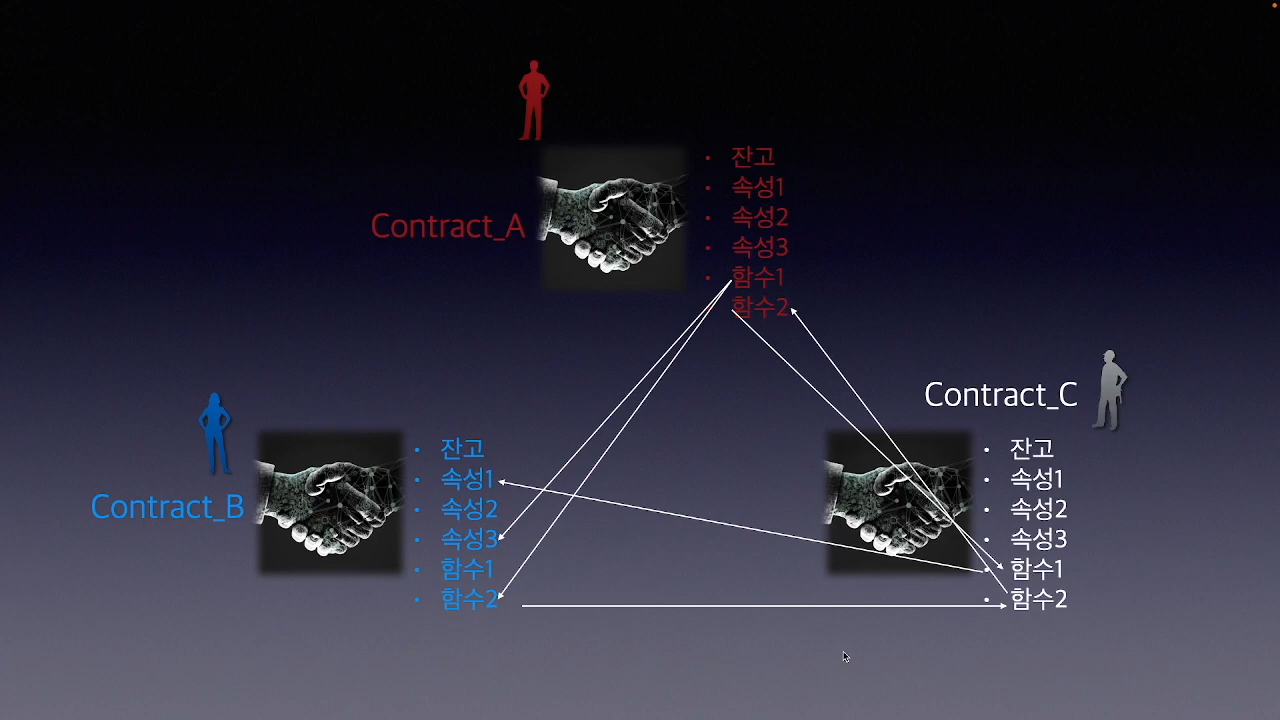 Contract_A
• 잔고
• 속성1
• 속성2
• 속성3
• 함수1
함수2
Contract_B
• 잔고
• 속성1
• 속성2
• 속성3
• 함수1
• 함수2
Contract_C
• 잔고
• 속성1
• 속성2
• 속성3
• 함수1
• 함수2